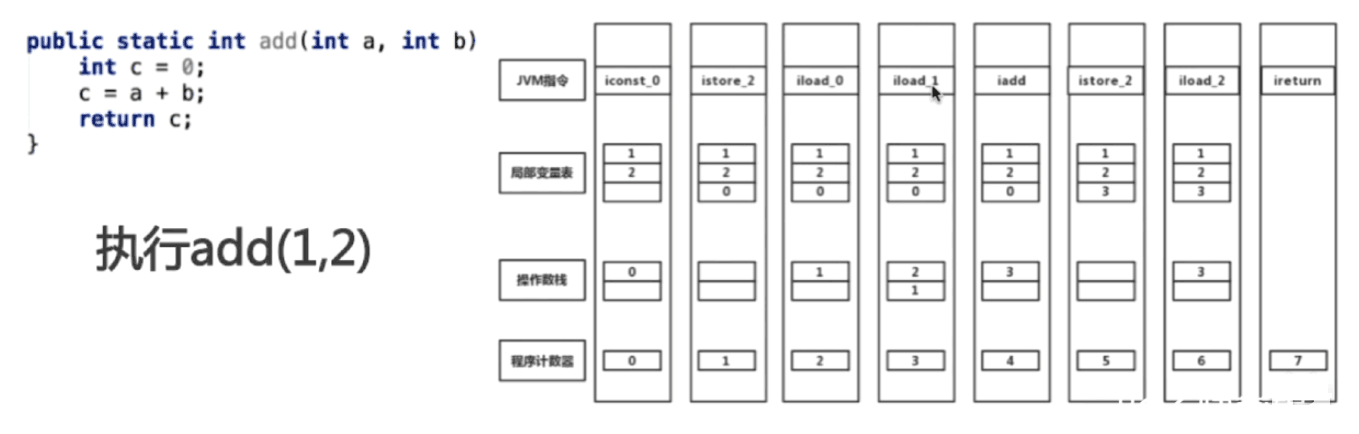 public static int add(int a, int b)
int c = 0;
c = a + b;
return c;
}
执行add(1,2)
JVM指令 iconst_0 istore_2 iload_0 iload_1 iadd istore_2 iload_2 ireturn
局部变量表
1 1 1 1 1 1 1
2 2 2 2 2 2 2
0 0 0 0 3 3
操作数栈
0 1 2 3 3
1
程序计数器 0 1 2 3 4 5 6 7